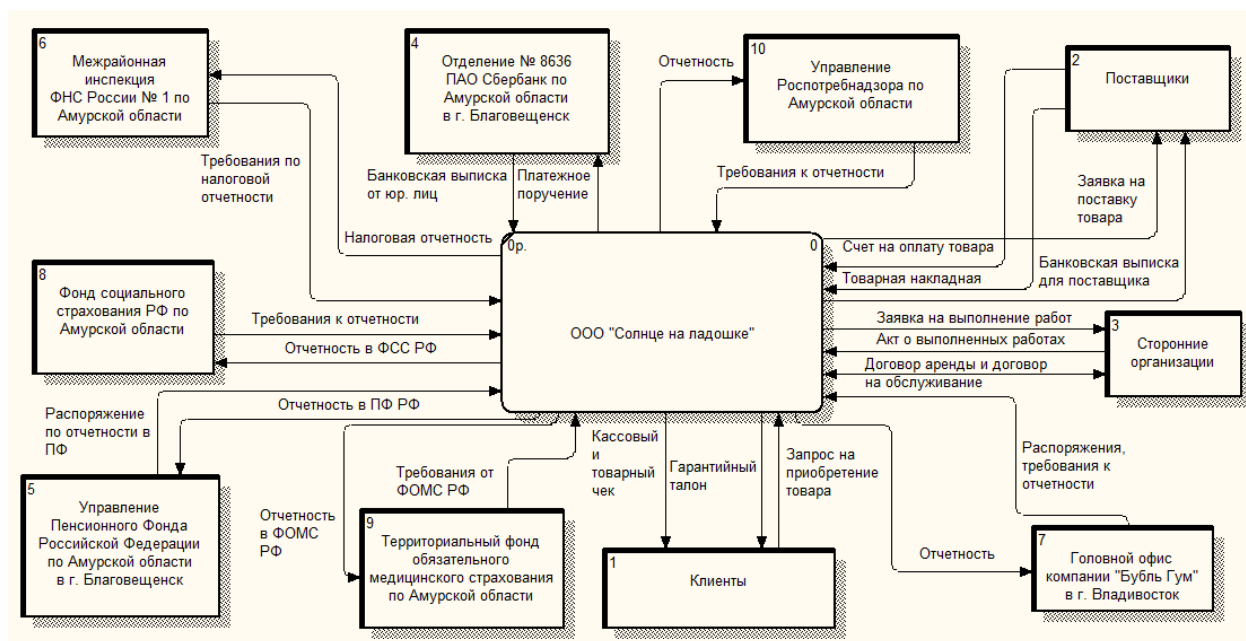 6
Межрайонная
инспекция
ФНС России № 1 по
Амурской области
4
Отделение № 8636
ПАО Сбербанк по
Амурской области
в г. Благовещенск
Отчетность
10
Управление
Роспотребнадзора по
Амурской области
2
Поставщики
Требования по
налоговой
отчетности
Банковская выписка
от юр. лиц
Платежное
поручение
Требования к отчетности
Заявка на
поставку
товара
Налоговая отчетность
0р.
0
ООО "Солнце на ладошке"
Счет на оплату товара
Товарная накладная
Банковская выписка
для поставщика
8
Фонд социального
страхования РФ по
Амурской области
Требования к отчетности
Отчетность в ФСС РФ
Заявка на выполнение работ
Акт о выполненных работах
Договор аренды и договор
на обслуживание
3
Сторонние
организации
Распоряжение
по отчетности в
ПФ
Отчетность в ПФ РФ
Требования от
ФОМС РФ
Кассовый
и
товарный
чек
Гарантийный
талон
Запрос на
приобретение
товара
Распоряжения,
требования к
отчетности
5
Управление
Пенсионного Фонда
Российской Федерации
по Амурской области
в г. Благовещенск
Отчетность
в ФОМС
РФ
9
Территориальный фонд
обязательного
медицинского страхования
по Амурской области
1
Клиенты
Отчетность
7
Головной офис
компании "Бубль Гум"
в г. Владивосток